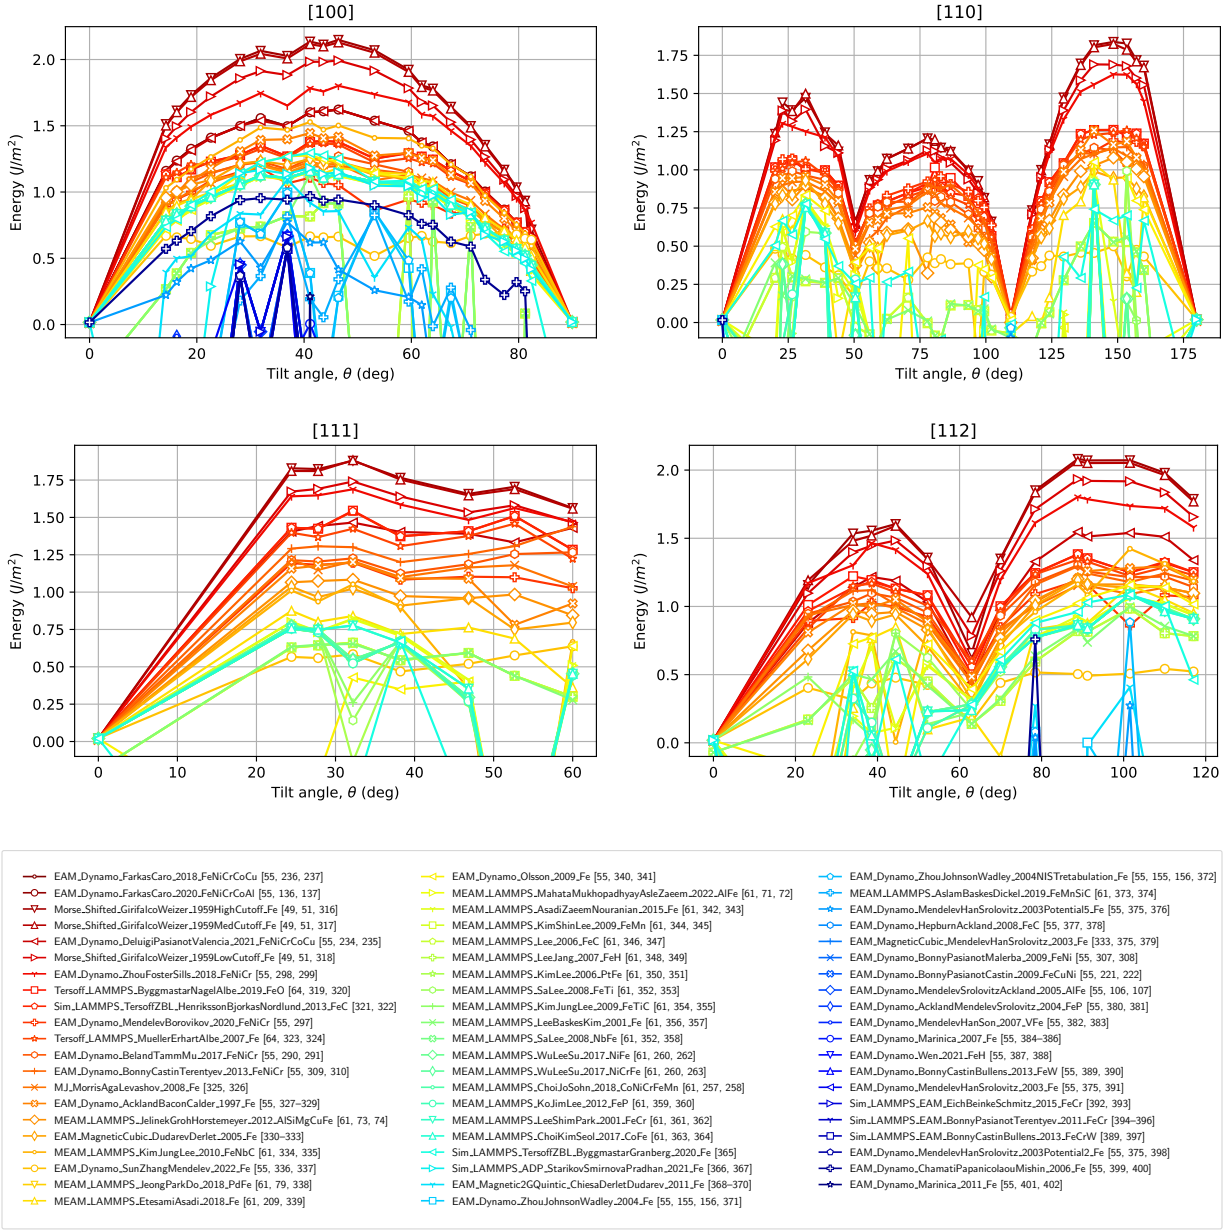 [100]
Energy (J/m²)
2.0
1.5
1.0
0.5
0.0
0 20 40 60 80
Tilt angle, θ (deg)
[110]
Energy (J/m²)
1.75
1.50
1.25
1.00
0.75
0.50
0.25
0.00
0 25 50 75 100 125 150 175
Tilt angle, θ (deg)
[111]
Energy (J/m²)
1.75
1.50
1.25
1.00
0.75
0.50
0.25
0.00
0 10 20 30 40 50 60
Tilt angle, θ (deg)
[112]
Energy (J/m²)
2.0
1.5
1.0
0.5
0.0
0 20 40 60 80 100 120
Tilt angle, θ (deg)
EAM_Dynamo_FarkasCaro_2018_FeNiCrCoCu [55, 236, 237]
EAM_Dynamo_FarkasCaro_2020_FeNiCrCoAl [55, 136, 137]
Morse_Shifted_GirifalcoWeizer_1959HighCutoff_Fe [49, 51, 316]
Morse_Shifted_GirifalcoWeizer_1959MedCutoff_Fe [49, 51, 317]
EAM_Dynamo_DeluigiPasianotValencia_2021_FeNiCrCoCu [55, 234, 235]
Morse_Shifted_GirifalcoWeizer_1959LowCutoff_Fe [49, 51, 318]
EAM_Dynamo_ZhouFosterSills_2018_FeNiCr [55, 298, 299]
Tersoff_LAMMPS_ByggmastarNagelAlbe_2019_FeO [64, 319, 320]
Sim_LAMMPS_TersoffZBL_HenrikssonBjorkasNordlund_2013_FeC [321, 322]
EAM_Dynamo_MendelevBorovikov_2020_FeNiCr [55, 297]
Tersoff_LAMMPS_MuellerErhartAlbe_2007_Fe [64, 323, 324]
EAM_Dynamo_BelandTammMu_2017_FeNiCr [55, 290, 291]
EAM_Dynamo_BonnyCastinTerentyev_2013_FeNiCr [55, 309, 310]
MJ_MorrisAgaLevashov_2008_Fe [325, 326]
EAM_Dynamo_AcklandBaconCalder_1997_Fe [55, 327–329]
MEAM_LAMMPS_JelinekGrohHorstemeyer_2012_AlSiMgCuFe [61, 73, 74]
EAM_MagneticCubic_DudarevDerlet_2005_Fe [330–333]
MEAM_LAMMPS_KimJungLee_2010_FeNbC [61, 334, 335]
EAM_Dynamo_SunZhangMendelev_2022_Fe [55, 336, 337]
MEAM_LAMMPS_JeongParkDo_2018_PdFe [61, 79, 338]
MEAM_LAMMPS_EtesamiAsadi_2018_Fe [61, 209, 339]
EAM_Dynamo_Olsson_2009_Fe [55, 340, 341]
MEAM_LAMMPS_MahataMukhopadhyayAsleZaeem_2022_AlFe [61, 71, 72]
MEAM_LAMMPS_AsadiZaeemNouranian_2015_Fe [61, 342, 343]
MEAM_LAMMPS_KimShinLee_2009_FeMn [61, 344, 345]
MEAM_LAMMPS_Lee_2006_FeC [61, 346, 347]
MEAM_LAMMPS_LeeJang_2007_FeH [61, 348, 349]
MEAM_LAMMPS_KimLee_2006_PtFe [61, 350, 351]
MEAM_LAMMPS_SaLee_2008_FeTi [61, 352, 353]
MEAM_LAMMPS_KimJungLee_2009_FeTiC [61, 354, 355]
MEAM_LAMMPS_LeeBaskesKim_2001_Fe [61, 356, 357]
MEAM_LAMMPS_SaLee_2008_NbFe [61, 352, 358]
MEAM_LAMMPS_WuLeeSu_2017_NiFe [61, 260, 262]
MEAM_LAMMPS_WuLeeSu_2017_NiCrFe [61, 260, 263]
MEAM_LAMMPS_ChoiJoSohn_2018_CoNiCrFeMn [61, 257, 258]
MEAM_LAMMPS_KoJimLee_2012_FeP [61, 359, 360]
MEAM_LAMMPS_LeeShimPark_2001_FeCr [61, 361, 362]
MEAM_LAMMPS_ChoiKimSeol_2017_CoFe [61, 363, 364]
Sim_LAMMPS_TersoffZBL_ByggmastarGranberg_2020_Fe [365]
Sim_LAMMPS_ADP_StarikovSmirnovaPradhan_2021_Fe [366, 367]
EAM_Magnetic2GQuintic_ChiesaDerletDudarev_2011_Fe [368–370]
EAM_Dynamo_ZhouJohnsonWadley_2004_Fe [55, 155, 156, 371]
EAM_Dynamo_ZhouJohnsonWadley_2004NISTretabulation_Fe [55, 155, 156, 372]
MEAM_LAMMPS_AslamBaskesDickel_2019_FeMnSiC [61, 373, 374]
EAM_Dynamo_MendelevHanSrolovitz_2003Potential5_Fe [55, 375, 376]
EAM_Dynamo_HepburnAckland_2008_FeC [55, 377, 378]
EAM_MagneticCubic_MendelevHanSrolovitz_2003_Fe [333, 375, 379]
EAM_Dynamo_BonnyPasianotMalerba_2009_FeNi [55, 307, 308]
EAM_Dynamo_BonnyPasianotCastin_2009_FeCuNi [55, 221, 222]
EAM_Dynamo_MendelevSrolovitzAckland_2005_AlFe [55, 106, 107]
EAM_Dynamo_AcklandMendelevSrolovitz_2004_FeP [55, 380, 381]
EAM_Dynamo_MendelevHanSon_2007_VFe [55, 382, 383]
EAM_Dynamo_Marinica_2007_Fe [55, 384–386]
EAM_Dynamo_Wen_2021_FeH [55, 387, 388]
EAM_Dynamo_BonnyCastinBullens_2013_FeW [55, 389, 390]
EAM_Dynamo_MendelevHanSrolovitz_2003_Fe [55, 375, 391]
Sim_LAMMPS_EAM_EichBeinkeSchmitz_2015_FeCr [392, 393]
Sim_LAMMPS_EAM_BonnyPasianotTerentyev_2011_FeCr [394–396]
Sim_LAMMPS_EAM_BonnyCastinBullens_2013_FeCrW [389, 397]
EAM_Dynamo_MendelevHanSrolovitz_2003Potential2_Fe [55, 375, 398]
EAM_Dynamo_ChamatiPapanicolaouMishin_2006_Fe [55, 399, 400]
EAM_Dynamo_Marinica_2011_Fe [55, 401, 402]